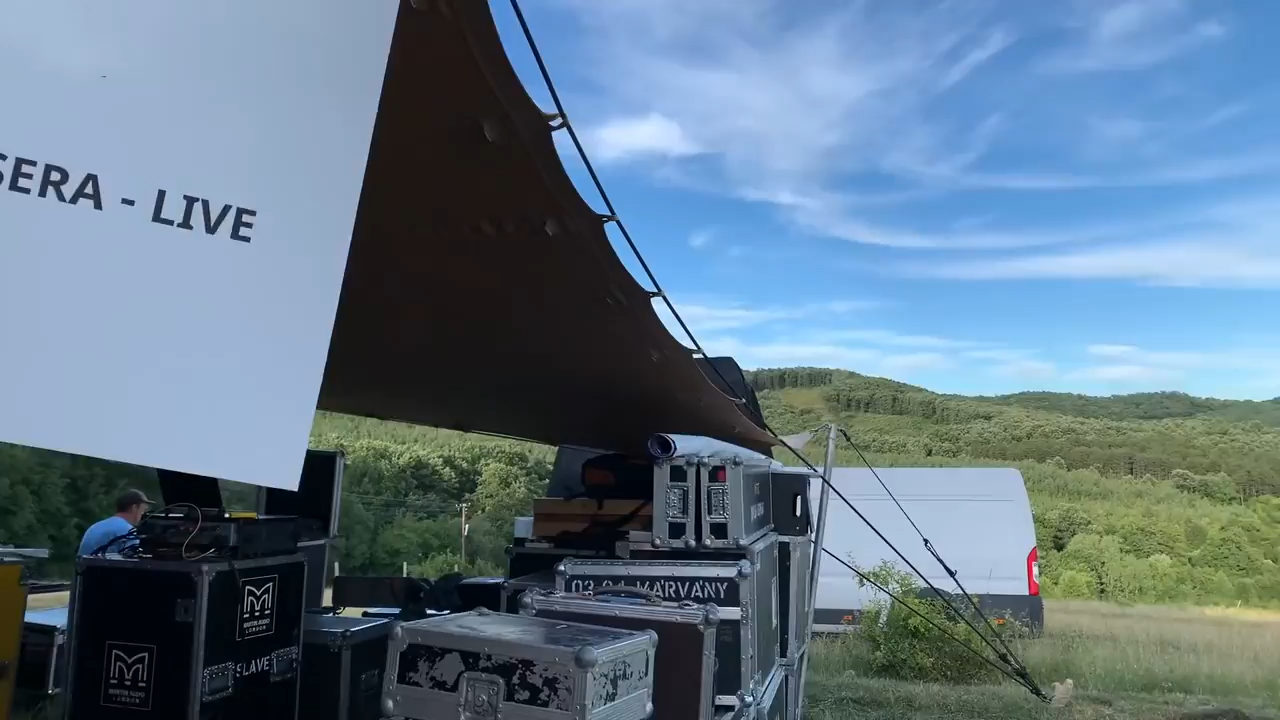 SERA - LIVE
03-04 MÁRVÁNY
MARTIN AUDIO
LONDON
SLAVE
MARTIN AUDIO
LONDON